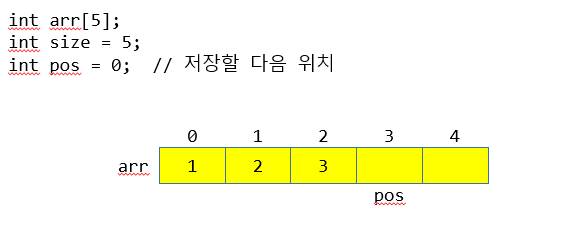 int arr[5];
int size = 5;
int pos = 0;  // 저장할 다음 위치
0 1 2 3 4
arr 1 2 3
pos